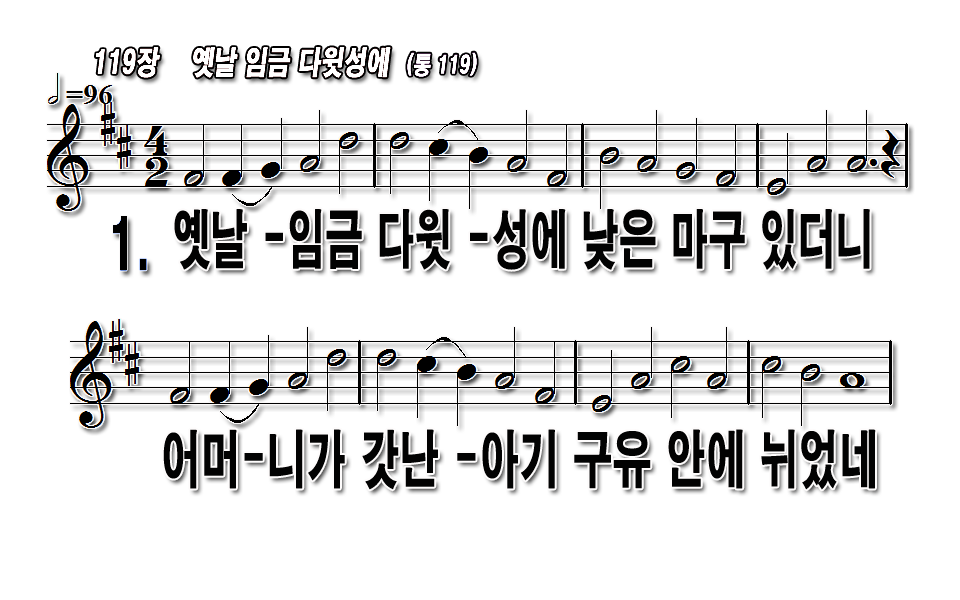 119장 옛날 임금 다윗성에 (통 119)
𝅗𝅥=96
4
2
1. 옛날 -임금 다윗 -성에 낮은 마구 있더니
어머-니가 갓난 -아기 구유 안에 뉘었네